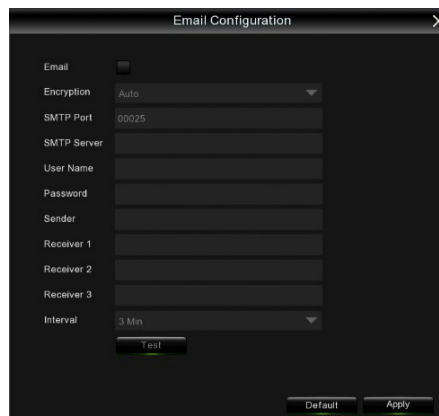 Email Configuration
Email
Encryption Auto
SMTP Port 00025
SMTP Server
User Name
Password
Sender
Receiver 1
Receiver 2
Receiver 3
Interval 3 Min
Test
Default Apply